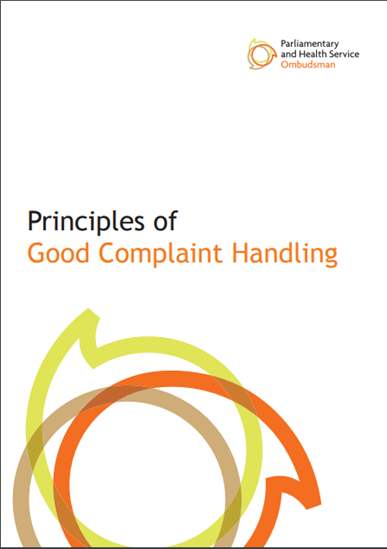 Parliamentary
and Health Service
Ombudsman
Principles of
Good Complaint Handling